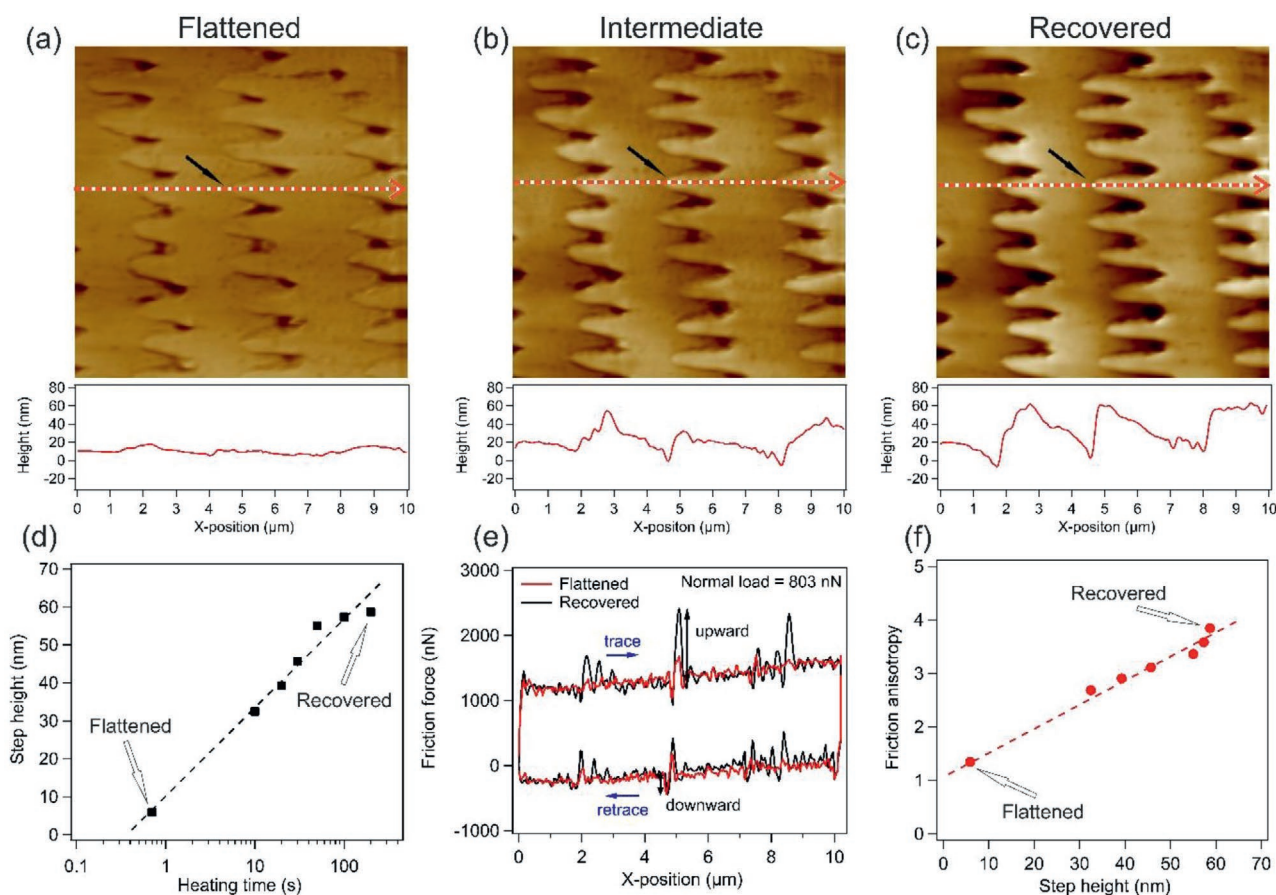 Flattened
Intermediate
Recovered
(a)
(b)
(c)
Height (nm)
80
60
40
20
0
-20
0 1 2 3 4 5 6 7 8 9 10
X-position (µm)
Height (nm)
80
60
40
20
0
-20
0 1 2 3 4 5 6 7 8 9 10
X-positon (µm)
Height (nm)
80
60
40
20
0
-20
0 1 2 3 4 5 6 7 8 9 10
X-position (µm)
(d)
Step height (nm)
70
60
50
40
30
20
10
0
Flattened
Recovered
0.1 1 10 100
Heating time (s)
(e)
Friction force (nN)
3000
2000
1000
0
-1000
Flattened
Recovered
Normal load = 803 nN
trace
upward
retrace
downward
0 2 4 6 8 10
X-position (µm)
(f)
Friction anisotropy
5
4
3
2
1
0
Recovered
Flattened
0 10 20 30 40 50 60 70
Step height (nm)